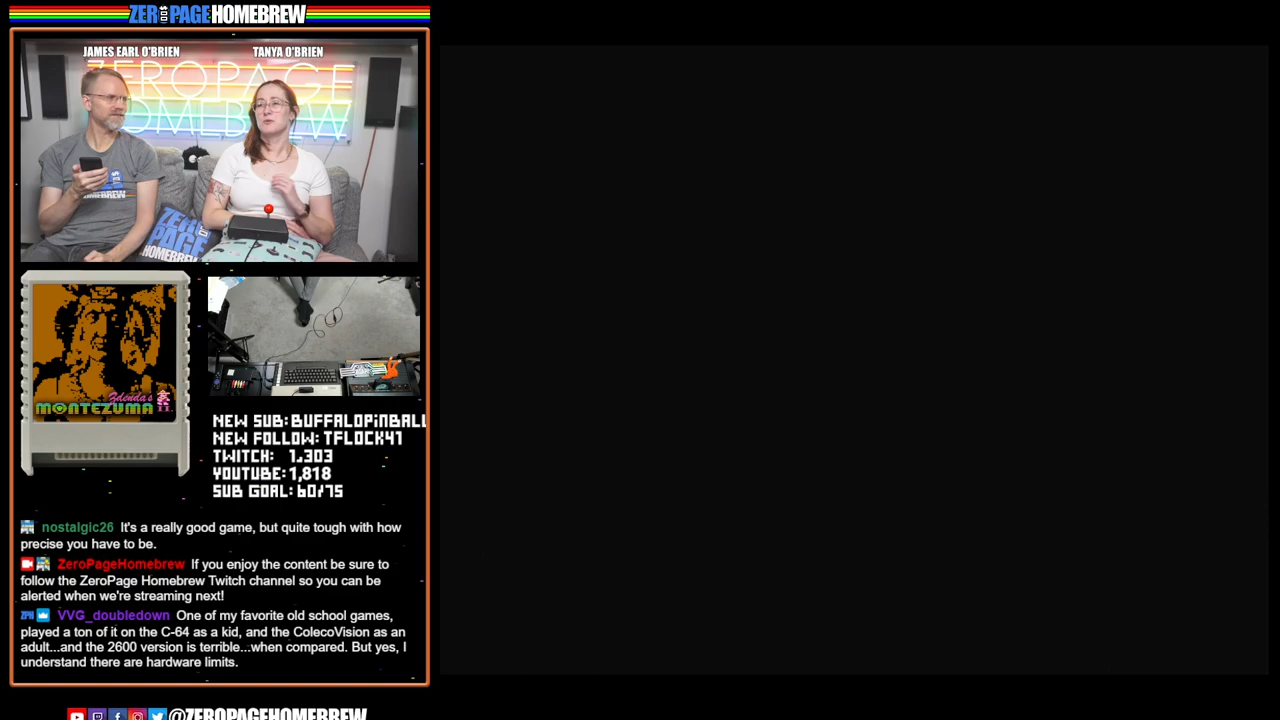 ZEROPAGE HOMEBREW
JAMES EARL O'BRIEN
TANYA O'BRIEN
ZEROPAGE
HOMEBREW
ZERO
PAGE
HOMEBREW
Zdenda's
MONTEZUMA II.
NEW SUB: BUFFALOPINBALL
NEW FOLLOW: TFLOCK41
TWITCH: 1,303
YOUTUBE: 1,818
SUB GOAL: 60/75
nostalgic26 It's a really good game, but quite tough with how
precise you have to be.
ZeroPageHomebrew If you enjoy the content be sure to
follow the ZeroPage Homebrew Twitch channel so you can be
alerted when we're streaming next!
VVG_doubledown One of my favorite old school games,
played a ton of it on the C-64 as a kid, and the ColecoVision as an
adult...and the 2600 version is terrible...when compared. But yes, I
understand there are hardware limits.
@ZEROPAGEHOMEBREW